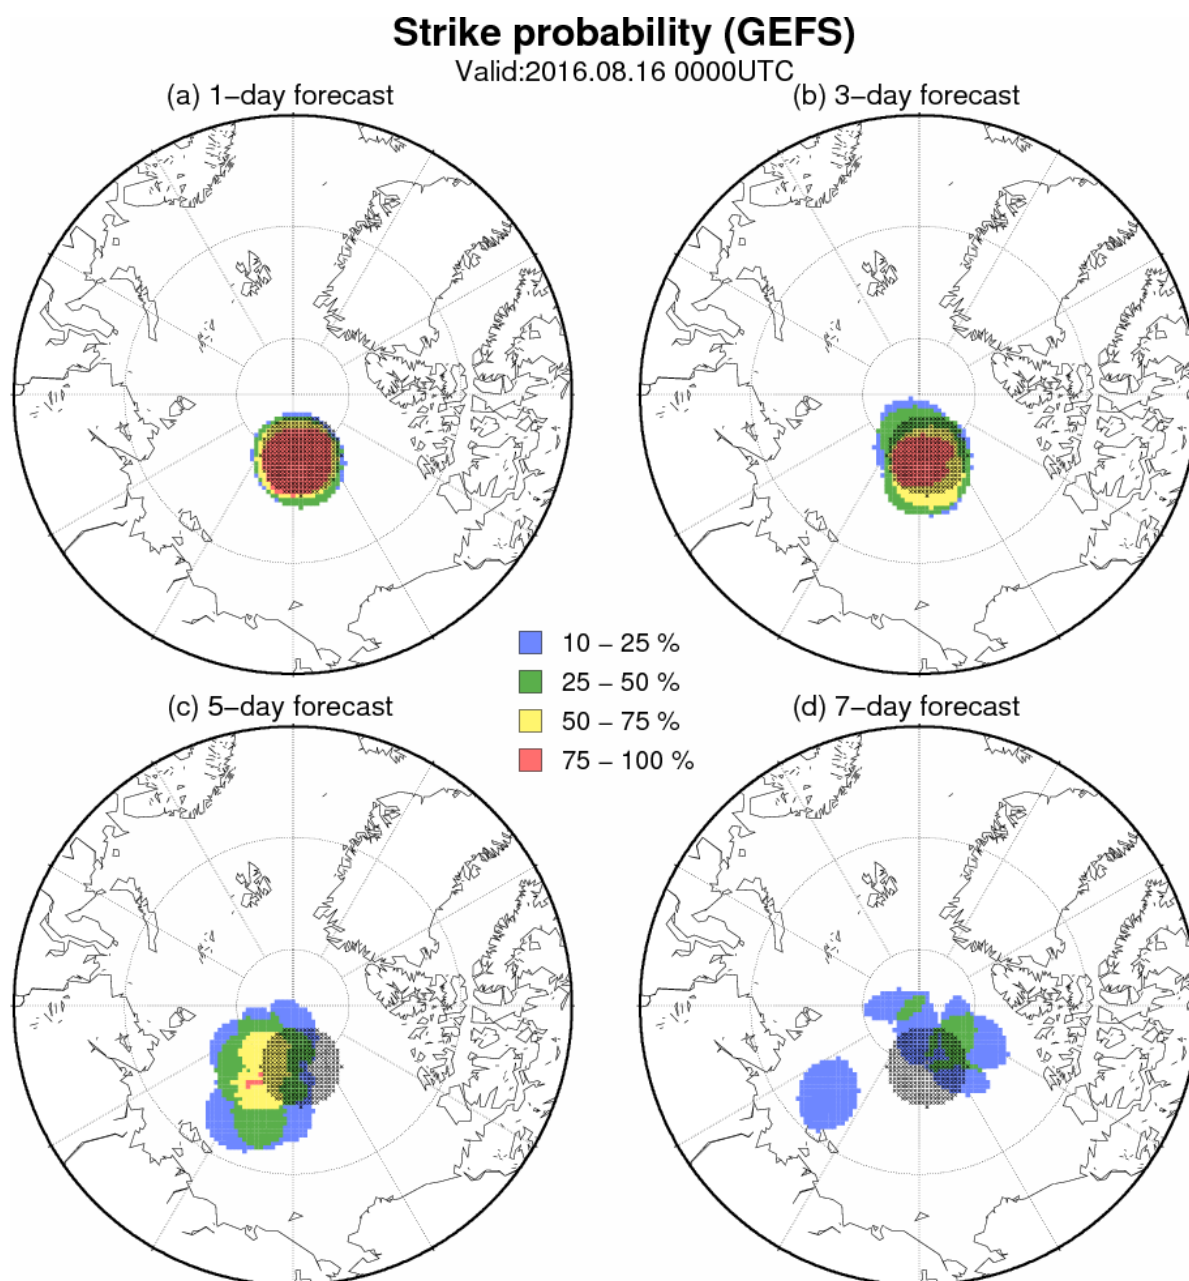 Strike probability (GEFS)
Valid:2016.08.16 0000UTC
(a) 1−day forecast
(b) 3−day forecast
10 − 25 %
25 − 50 %
50 − 75 %
75 − 100 %
(c) 5−day forecast
(d) 7−day forecast